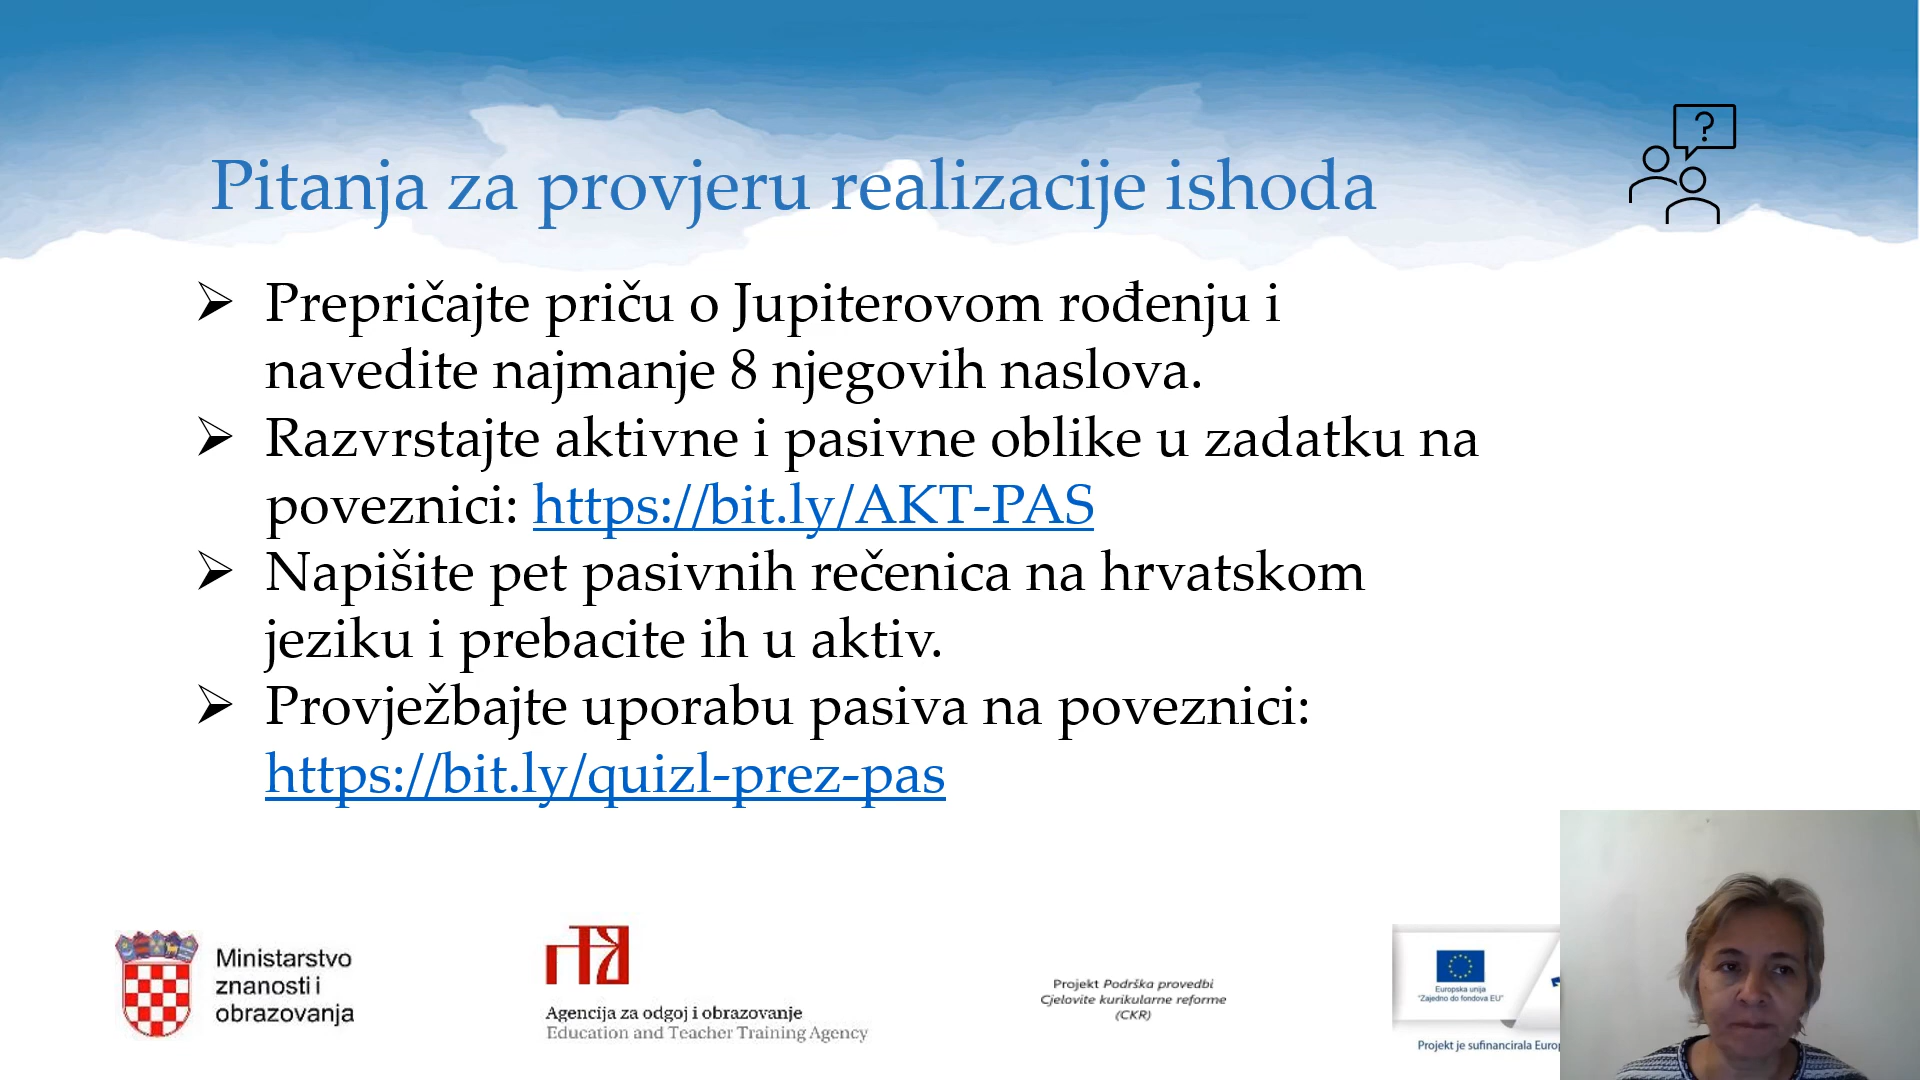 Pitanja za provjeru realizacije ishoda
?
Prepričajte priču o Jupiterovom rođenju i
navedite najmanje 8 njegovih naslova.
Razvrstajte aktivne i pasivne oblike u zadatku na
poveznici: https://bit.ly/AKT-PAS
Napišite pet pasivnih rečenica na hrvatskom
jeziku i prebacite ih u aktiv.
Provježbajte uporabu pasiva na poveznici:
https://bit.ly/quizl-prez-pas
Ministarstvo
znanosti i
obrazovanja
Agencija za odgoj i obrazovanje
Education and Teacher Training Agency
Projekt Podrška provedbi
Cjelovite kurikularne reforme
(CKR)
Europska unija
"Zajedno do fondova EU"
Projekt je sufinancirala Europ